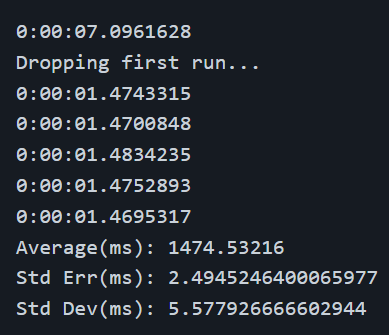 0:00:07.0961628
Dropping first run...
0:00:01.4743315
0:00:01.4700848
0:00:01.4834235
0:00:01.4752893
0:00:01.4695317
Average(ms): 1474.53216
Std Err(ms): 2.4945246400065977
Std Dev(ms): 5.577926666602944